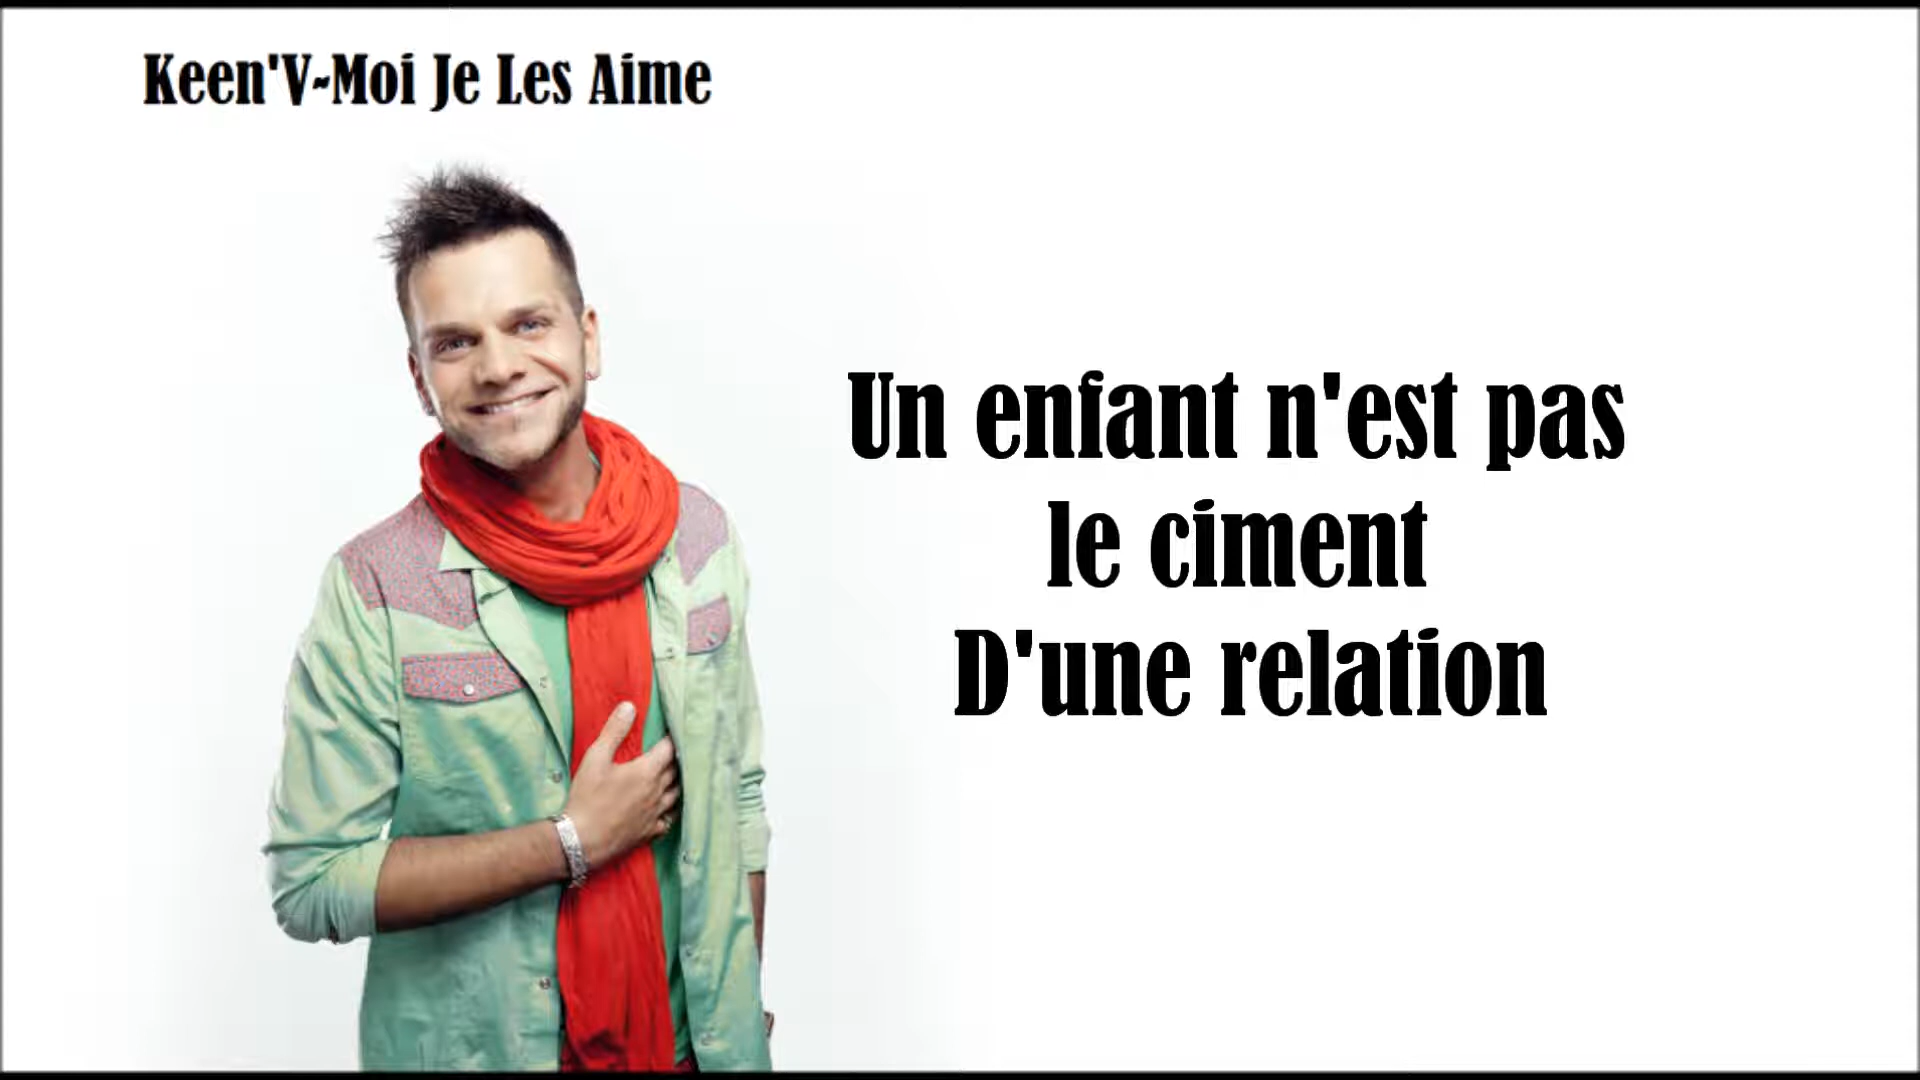 Keen'V~Moi Je Les Aime
Un enfant n'est pas
le ciment
D'une relation